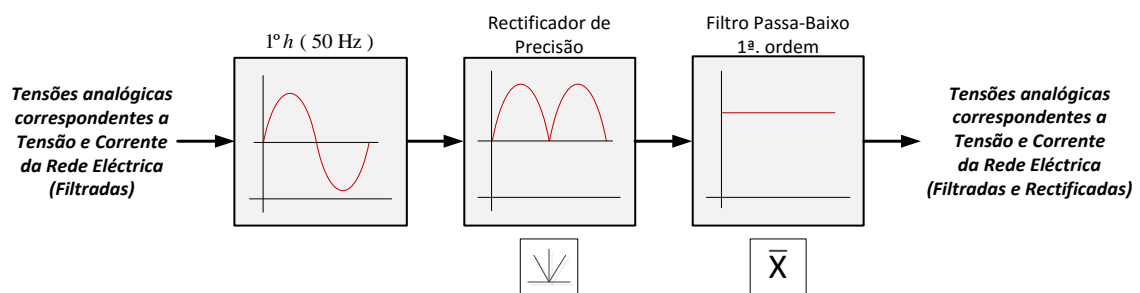 Tensões analógicas
correspondentes a
Tensão e Corrente
da Rede Eléctrica
(Filtradas)
1º h ( 50 Hz )
Rectificador de
Precisão
Filtro Passa-Baixo
1ª. ordem
X̅
Tensões analógicas
correspondentes a
Tensão e Corrente
da Rede Eléctrica
(Filtradas e Rectificadas)